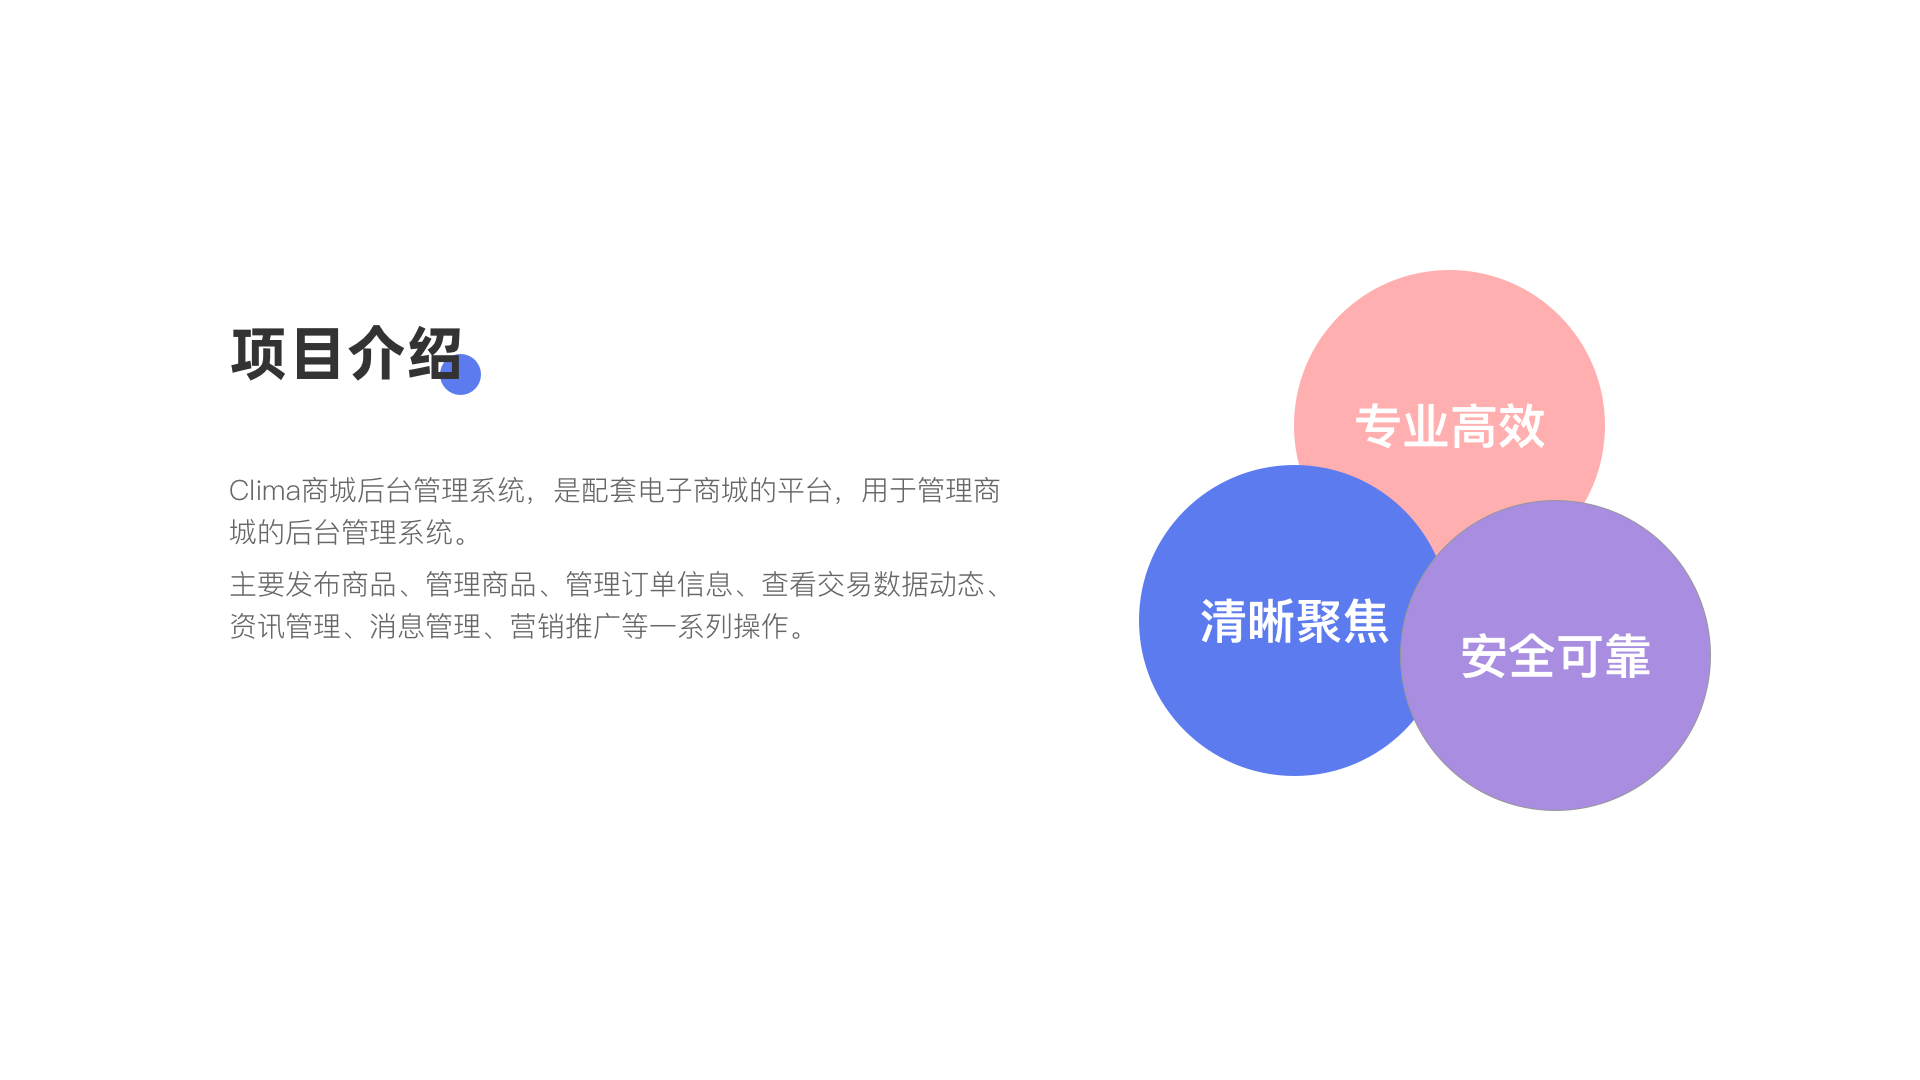 项目介绍
Clima商城后台管理系统，是配套电子商城的平台，用于管理商
城的后台管理系统。
主要发布商品、管理商品、管理订单信息、查看交易数据动态、
资讯管理、消息管理、营销推广等一系列操作。
专业高效
清晰聚焦
安全可靠